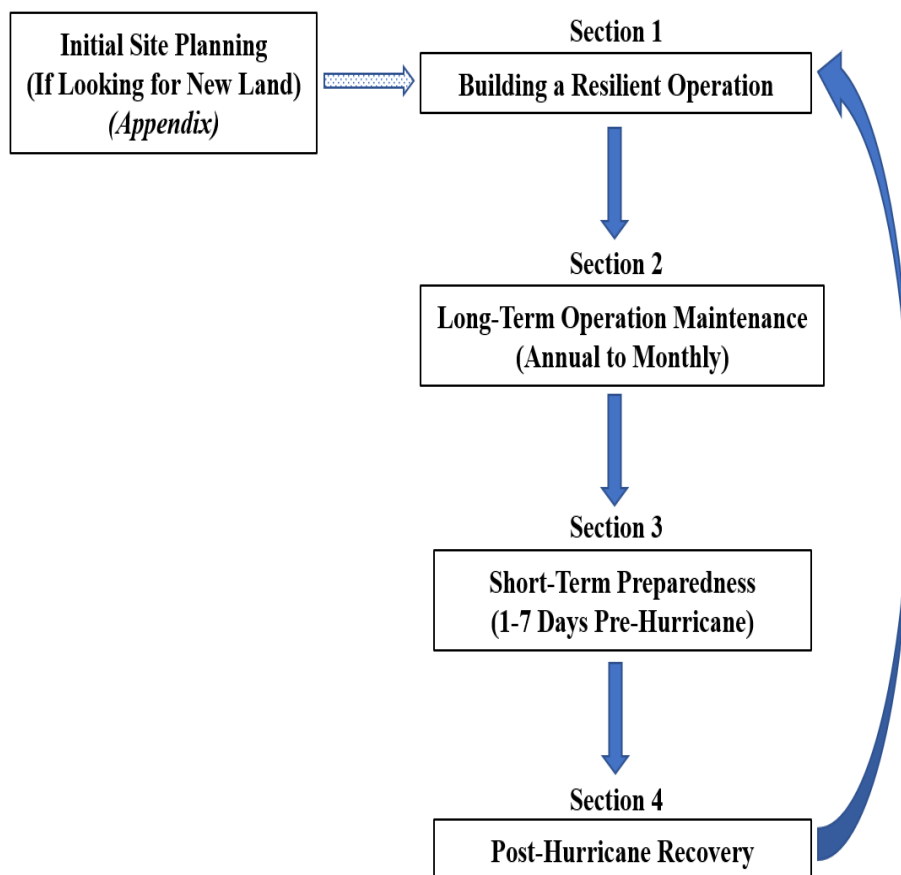 Initial Site Planning
(If Looking for New Land)
(Appendix)
Section 1
Building a Resilient Operation
Section 2
Long-Term Operation Maintenance
(Annual to Monthly)
Section 3
Short-Term Preparedness
(1-7 Days Pre-Hurricane)
Section 4
Post-Hurricane Recovery